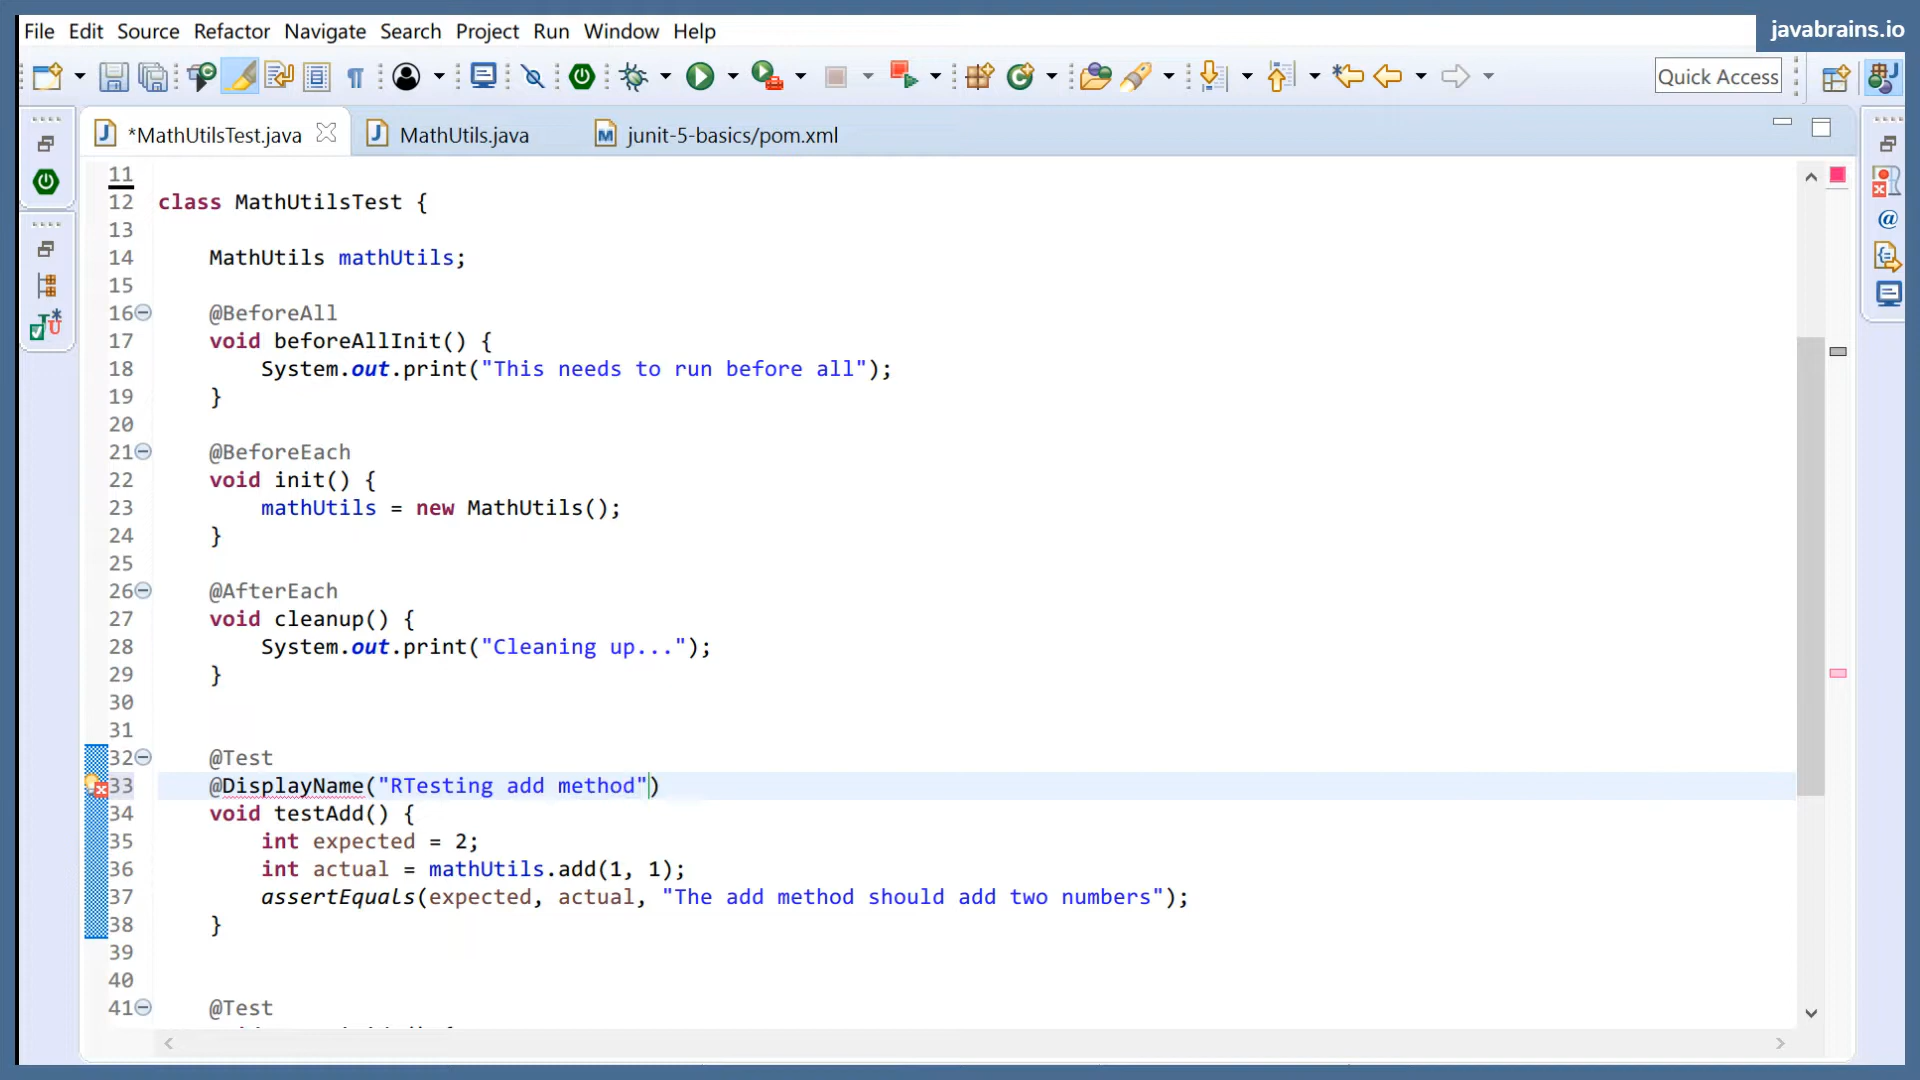 File Edit Source Refactor Navigate Search Project Run Window Help
javabrains.io
Quick Access
*MathUtilsTest.java MathUtils.java junit-5-basics/pom.xml
11
12 class MathUtilsTest {
13
14 MathUtils mathUtils;
15
16 @BeforeAll
17 void beforeAllInit() {
18 System.out.print("This needs to run before all");
19 }
20
21 @BeforeEach
22 void init() {
23 mathUtils = new MathUtils();
24 }
25
26 @AfterEach
27 void cleanup() {
28 System.out.print("Cleaning up...");
29 }
30
31
32 @Test
33 @DisplayName("RTesting add method")
34 void testAdd() {
35 int expected = 2;
36 int actual = mathUtils.add(1, 1);
37 assertEquals(expected, actual, "The add method should add two numbers");
38 }
39
40
41 @Test